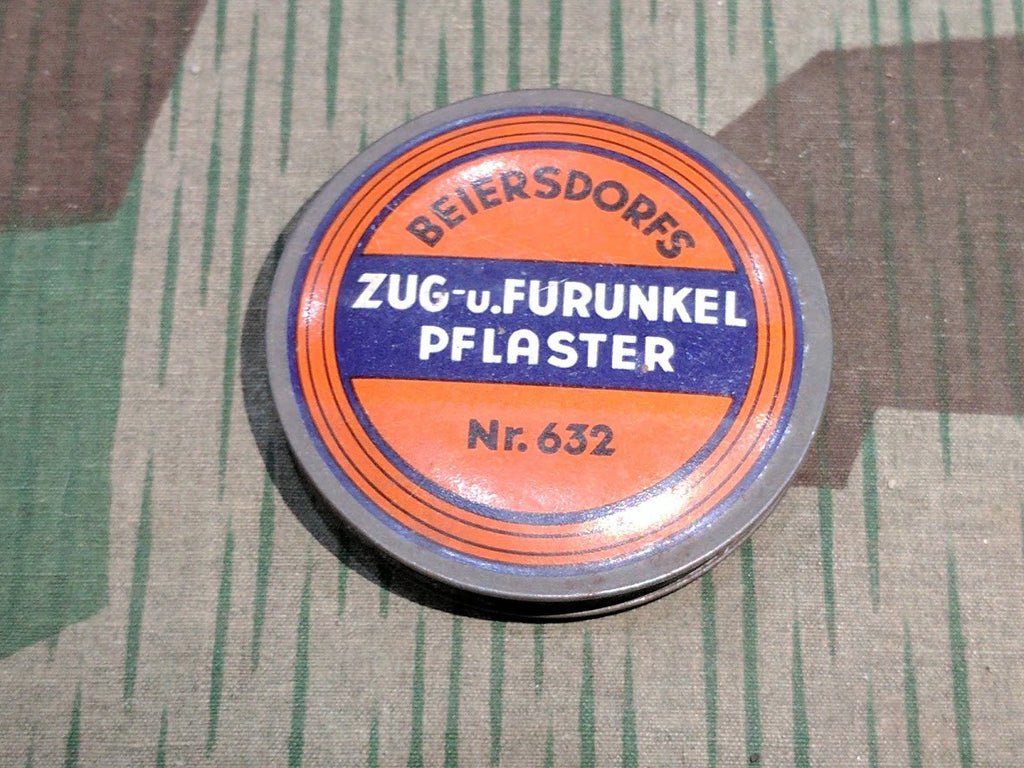 BEIERSDORFS
ZUG-u.FURUNKEL
PFLASTER
Nr. 632